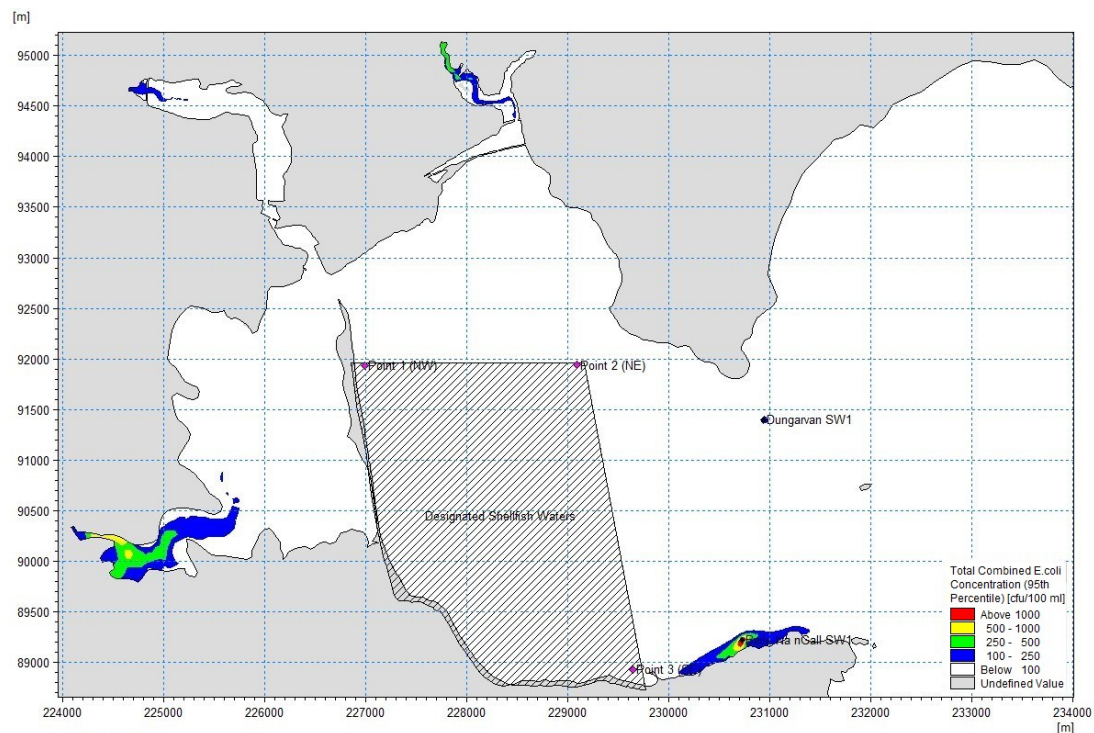 [m]
95000
94500
94000
93500
93000
92500
92000
91500
91000
90500
90000
89500
89000
Point 1 (NW)
Point 2 (NE)
Dungarvan SW1
Designated Shellfish Waters
nGall SW1
Point 3
Total Combined E.coli
Concentration (95th
Percentile) [cfu/100 ml]
Above 1000
500 - 1000
250 - 500
100 - 250
Below 100
Undefined Value
224000 225000 226000 227000 228000 229000 230000 231000 232000 233000 234000
[m]